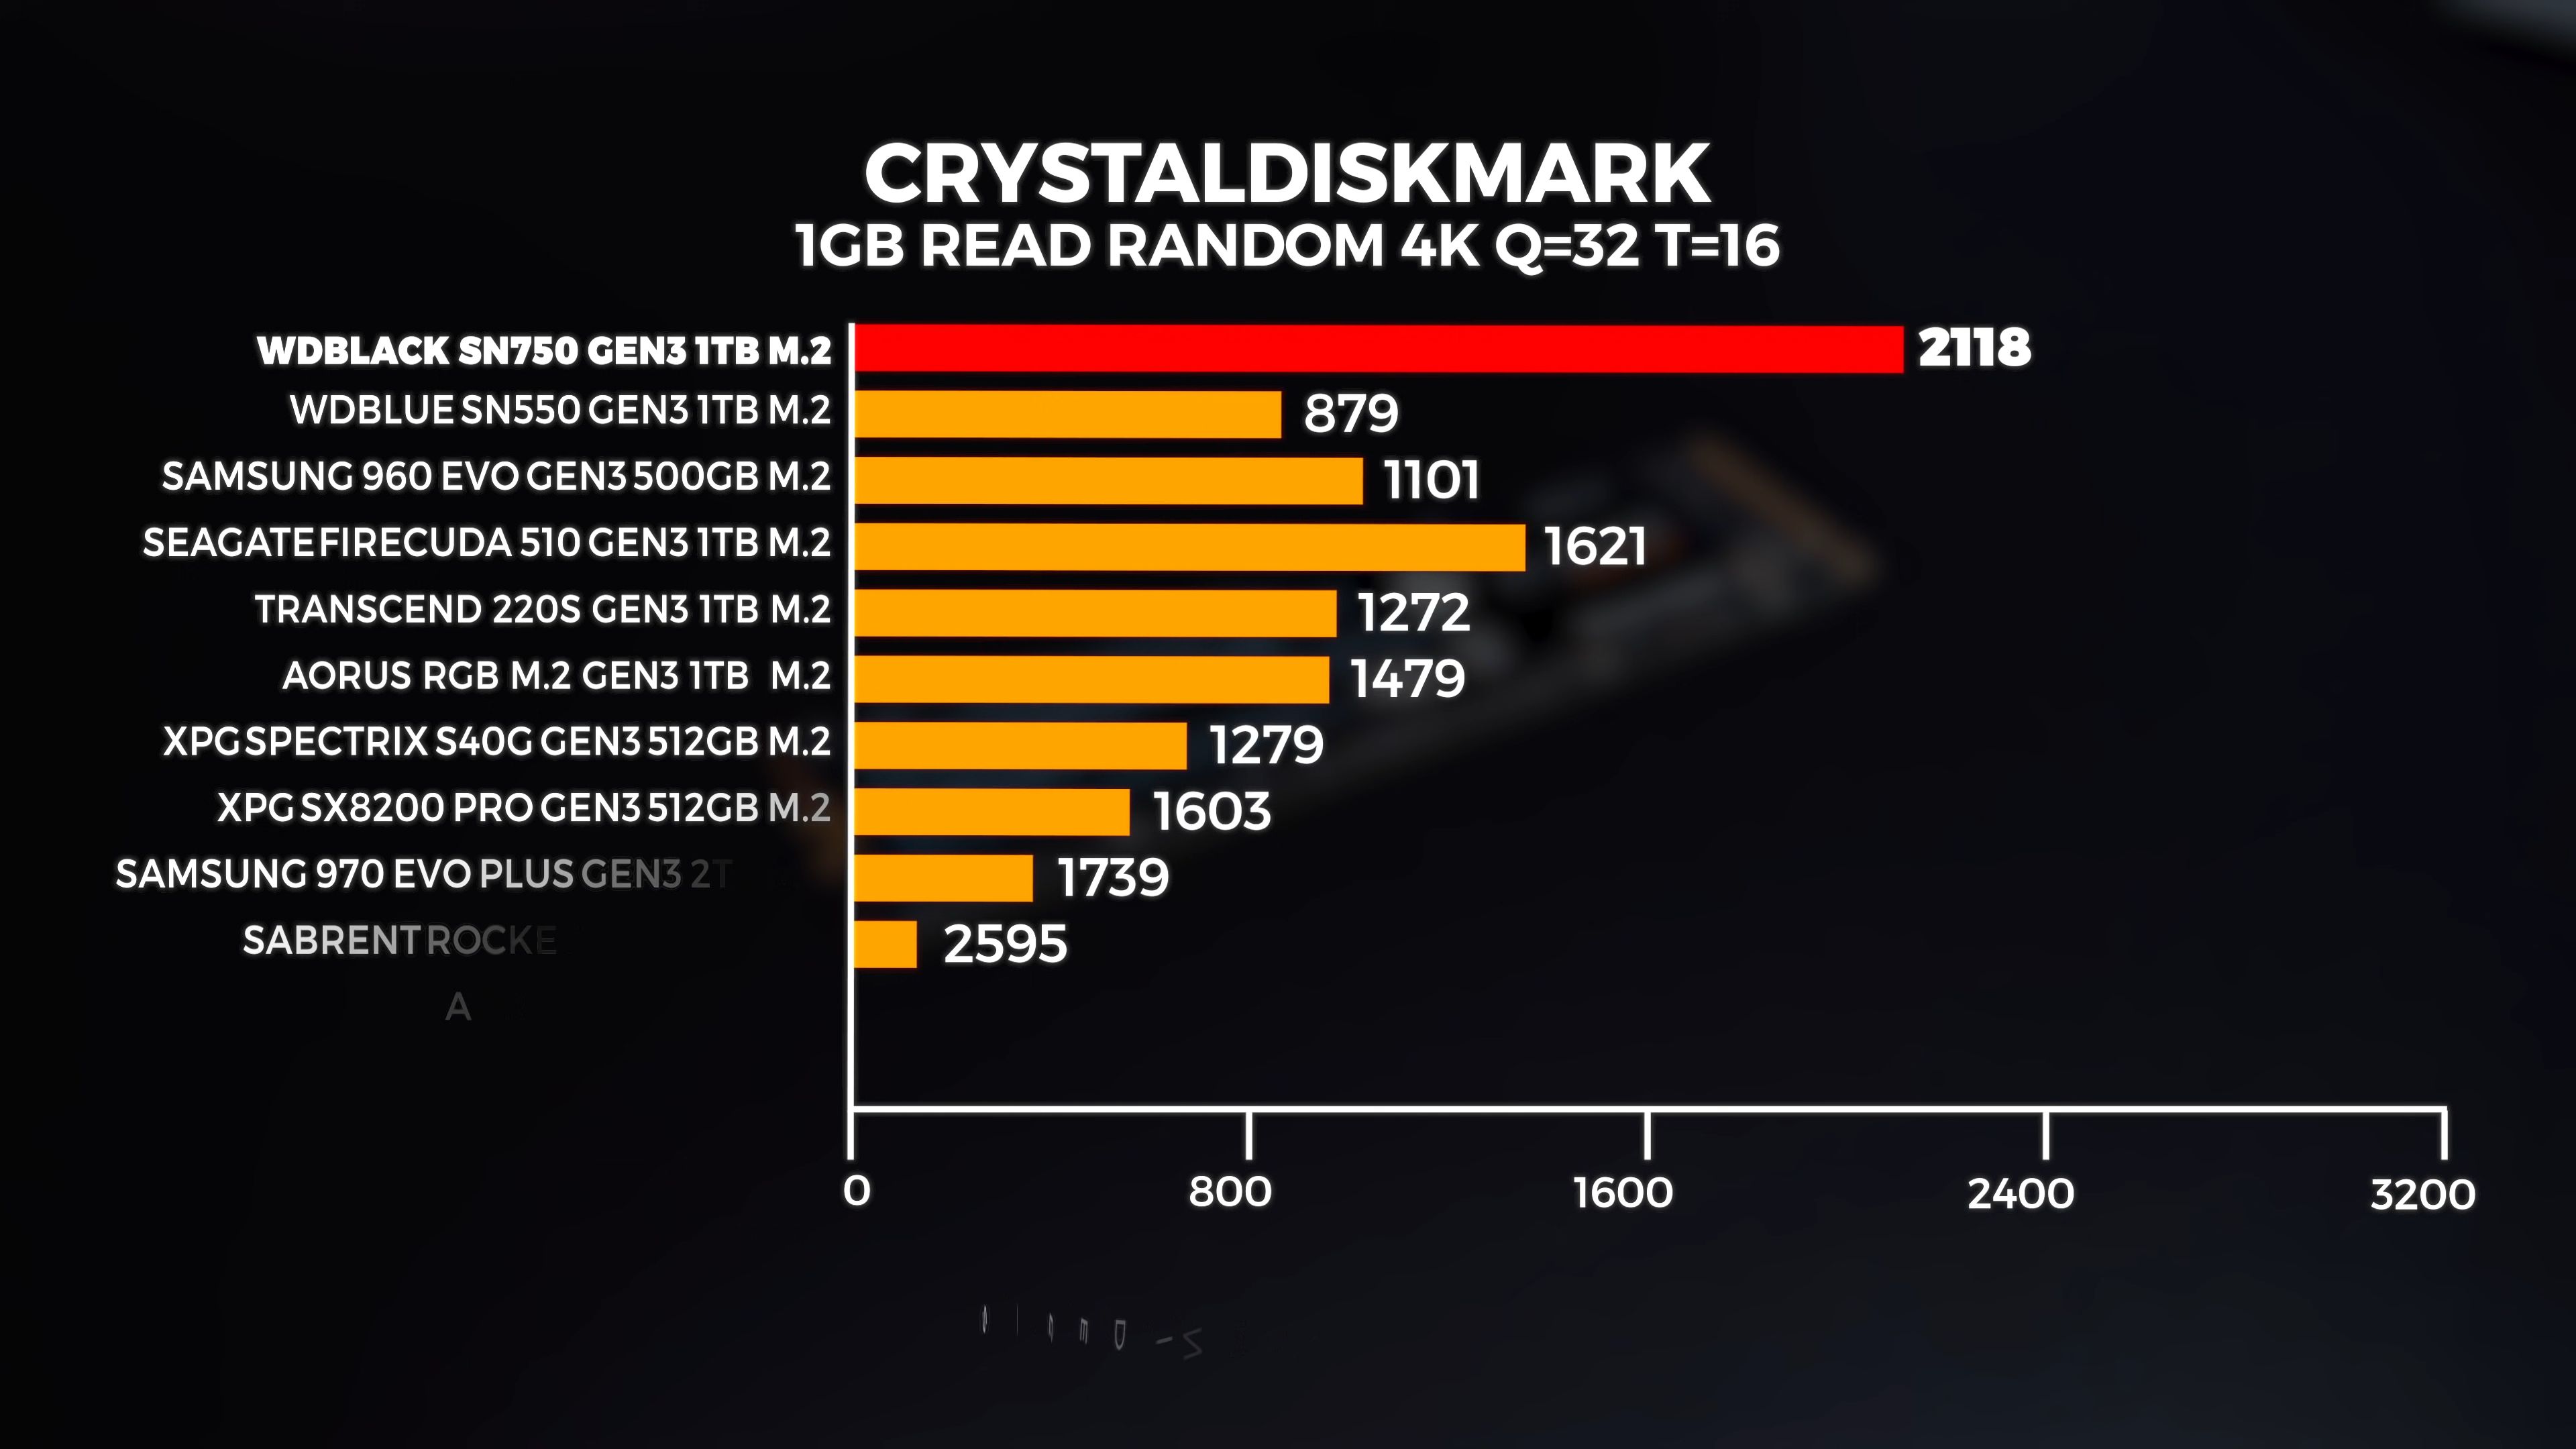 CRYSTALDISKMARK
1GB READ RANDOM 4K Q=32 T=16
WDBLACK SN750 GEN3 1TB M.2 2118
WDBLUE SN550 GEN3 1TB M.2 879
SAMSUNG 960 EVO GEN3 500GB M.2 1101
SEAGATE FIRECUDA 510 GEN3 1TB M.2 1621
TRANSCEND 220S GEN3 1TB M.2 1272
AORUS RGB M.2 GEN3 1TB M.2 1479
XPG SPECTRIX S40G GEN3 512GB M.2 1279
XPG SX8200 PRO GEN3 512GB M.2 1603
SAMSUNG 970 EVO PLUS GEN3 2T 1739
SABRENT ROCKE 2595
A
0 800 1600 2400 3200